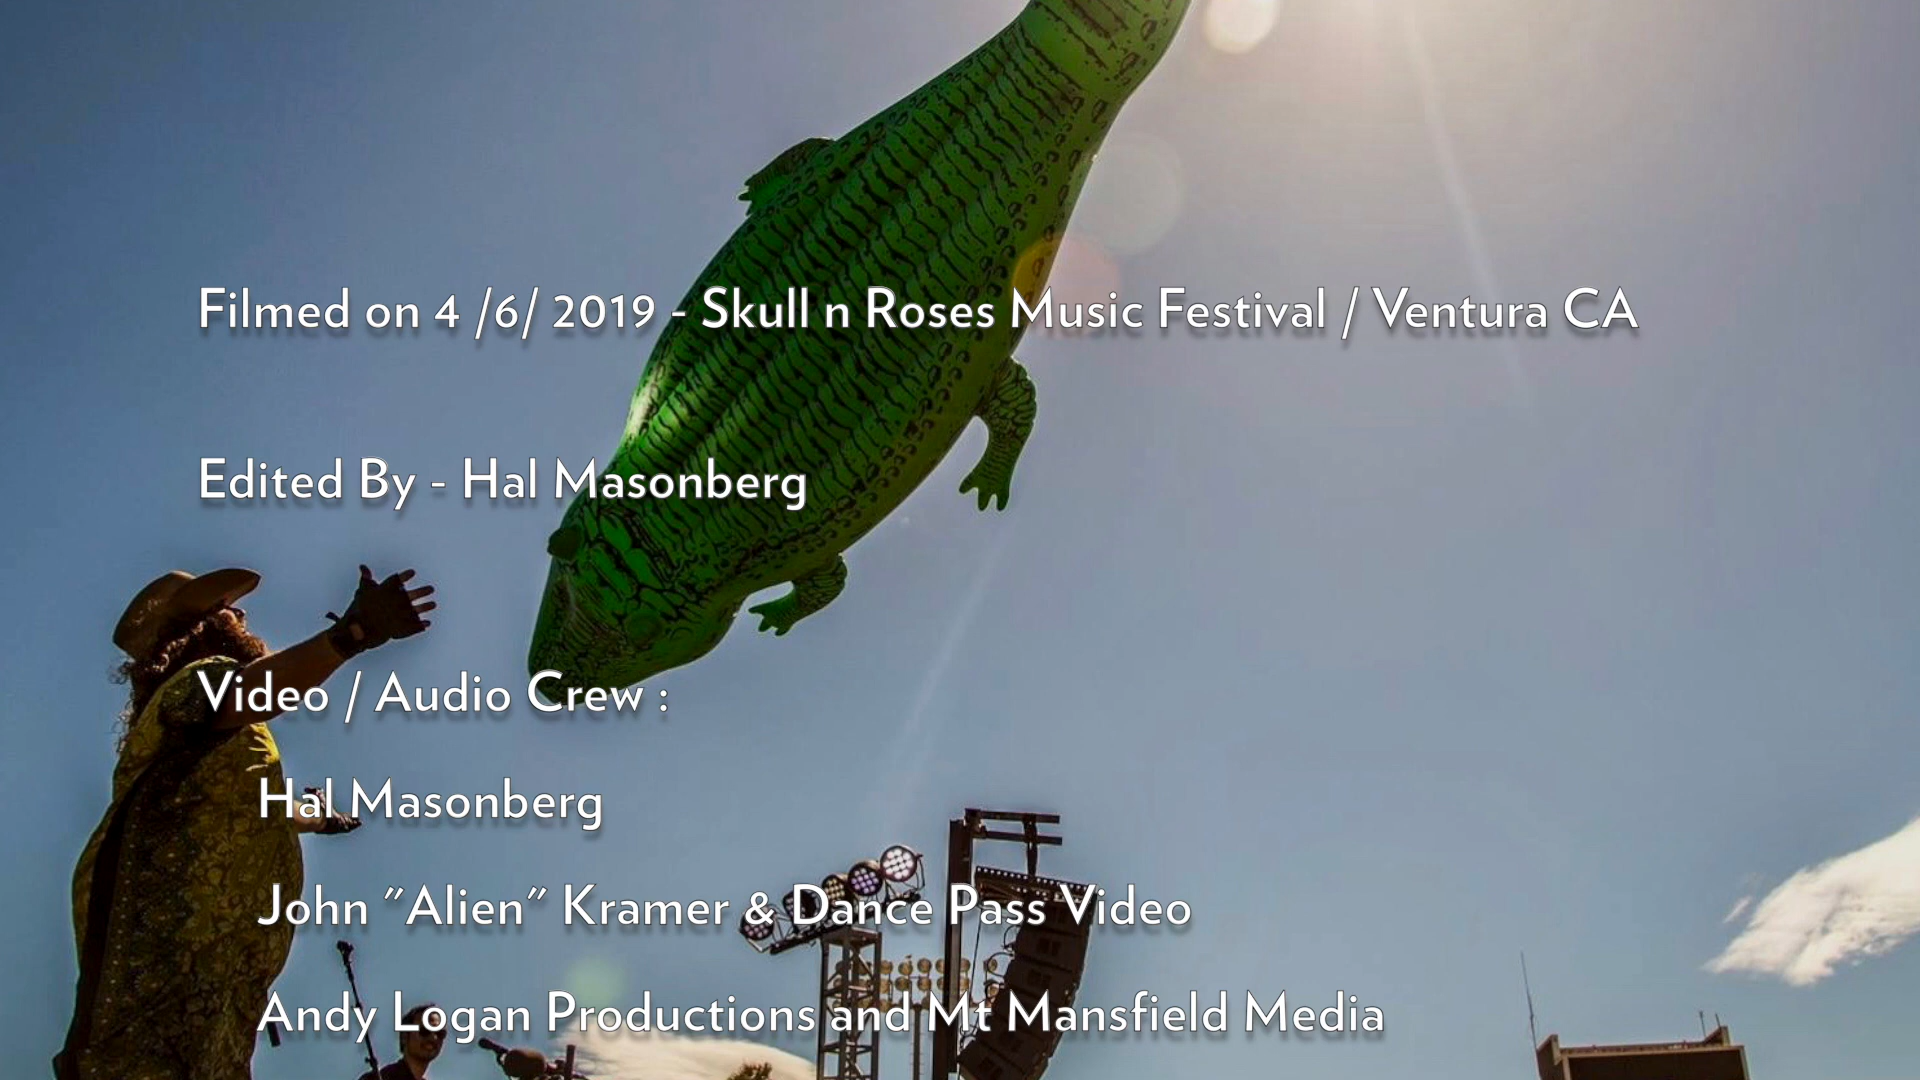 Filmed on 4 /6/ 2019 - Skull n Roses Music Festival / Ventura CA
Edited By - Hal Masonberg
Video / Audio Crew :
Hal Masonberg
John "Alien" Kramer & Dance Pass Video
Andy Logan Productions and Mt Mansfield Media